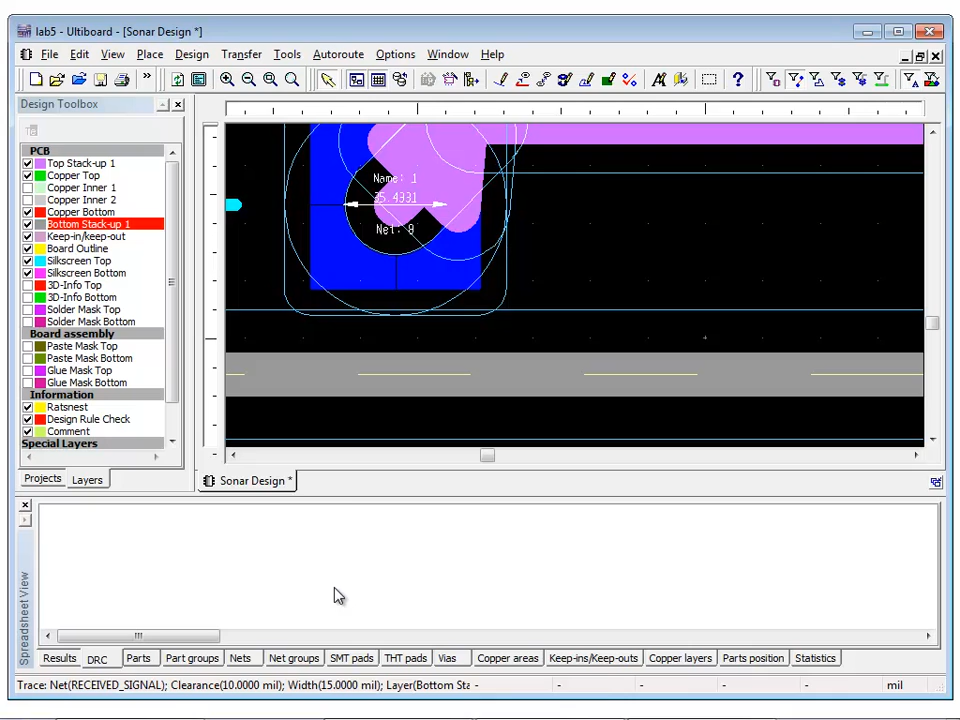 lab5 - Ultiboard - [Sonar Design *]
File Edit View Place Design Transfer Tools Autoroute Options Window Help
Design Toolbox
PCB
Top Stack-up 1
Copper Top
Copper Inner 1
Copper Inner 2
Copper Bottom
Bottom Stack-up 1
Keep-in/keep-out
Board Outline
Silkscreen Top
Silkscreen Bottom
3D-Info Top
3D-Info Bottom
Solder Mask Top
Solder Mask Bottom
Board assembly
Paste Mask Top
Paste Mask Bottom
Glue Mask Top
Glue Mask Bottom
Information
Ratsnest
Design Rule Check
Comment
Special Layers
Projects Layers
Name: 1
35.4331
Net: 9
Sonar Design *
Spreadsheet View
Results DRC Parts Part groups Nets Net groups SMT pads THT pads Vias Copper areas Keep-ins/Keep-outs Copper layers Parts position Statistics
Trace: Net(RECEIVED_SIGNAL); Clearance(10.0000 mil); Width(15.0000 mil); Layer(Bottom Sta - - - - - mil